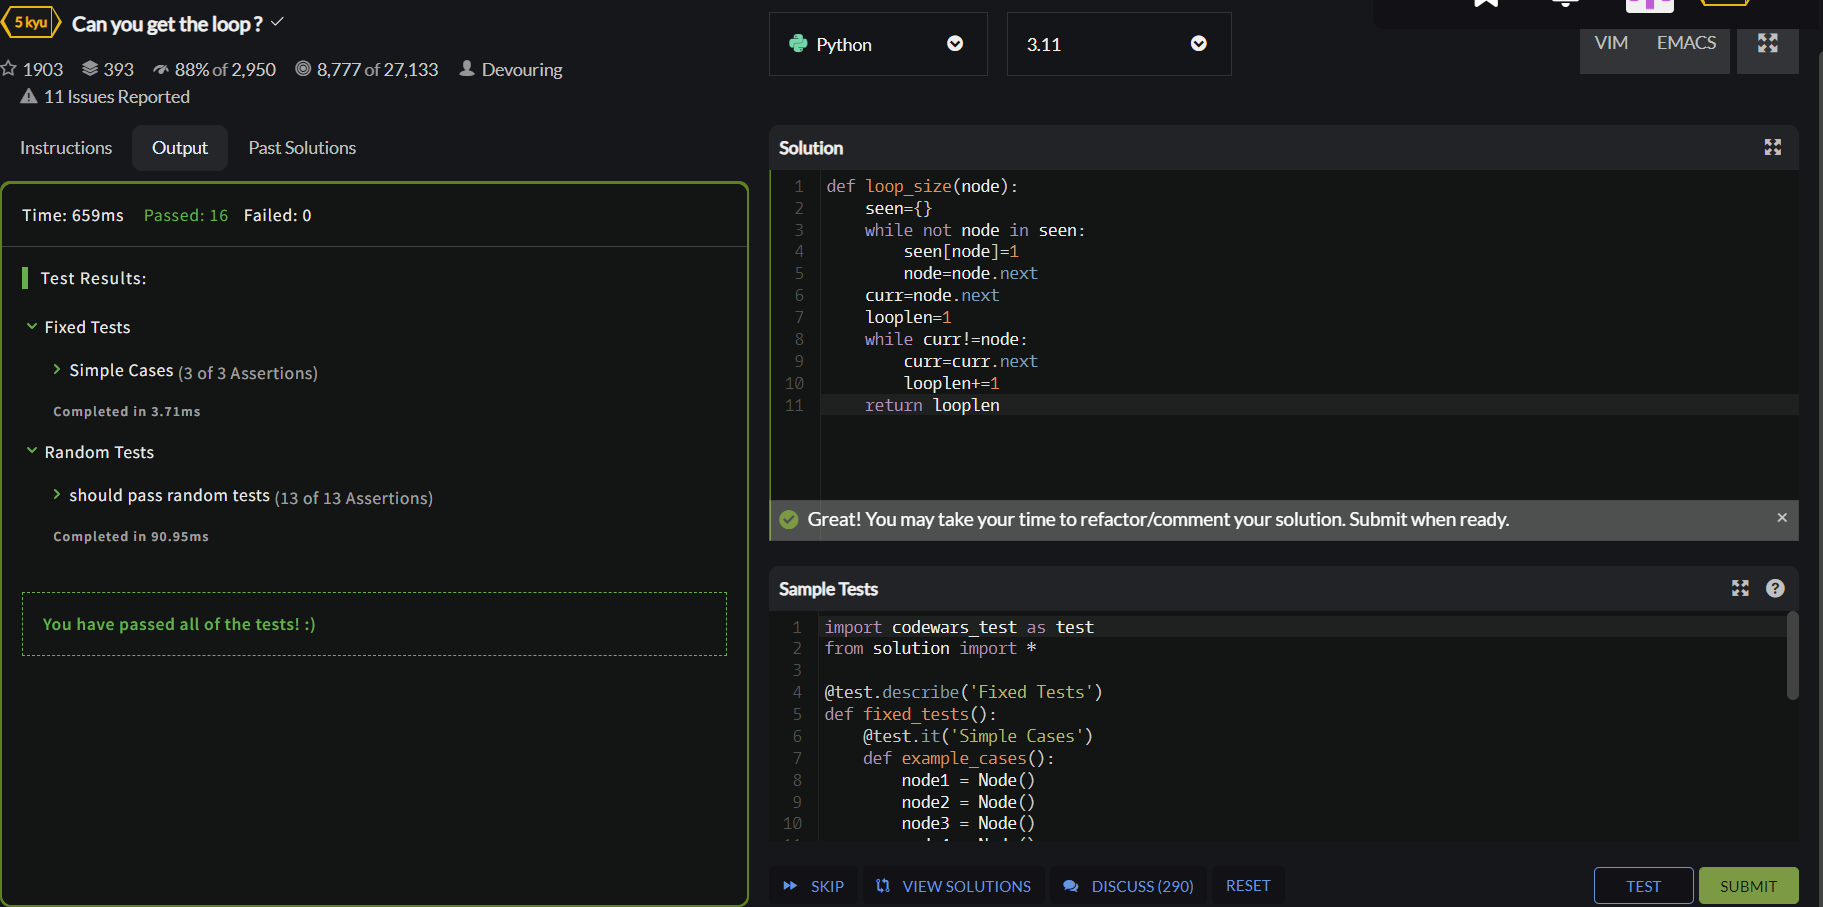 5 kyu Can you get the loop ?
1903 393 88% of 2,950 8,777 of 27,133 Devouring
11 Issues Reported
Python 3.11 VIM EMACS
Instructions Output Past Solutions
Time: 659ms Passed: 16 Failed: 0
Test Results:
Fixed Tests
Simple Cases (3 of 3 Assertions)
Completed in 3.71ms
Random Tests
should pass random tests (13 of 13 Assertions)
Completed in 90.95ms
You have passed all of the tests! :)
Solution
1 def loop_size(node):
2 seen={}
3 while not node in seen:
4 seen[node]=1
5 node=node.next
6 curr=node.next
7 looplen=1
8 while curr!=node:
9 curr=curr.next
10 looplen+=1
11 return looplen
Great! You may take your time to refactor/comment your solution. Submit when ready.
Sample Tests
1 import codewars_test as test
2 from solution import *
3
4 @test.describe('Fixed Tests')
5 def fixed_tests():
6 @test.it('Simple Cases')
7 def example_cases():
8 node1 = Node()
9 node2 = Node()
10 node3 = Node()
SKIP VIEW SOLUTIONS DISCUSS (290) RESET TEST SUBMIT